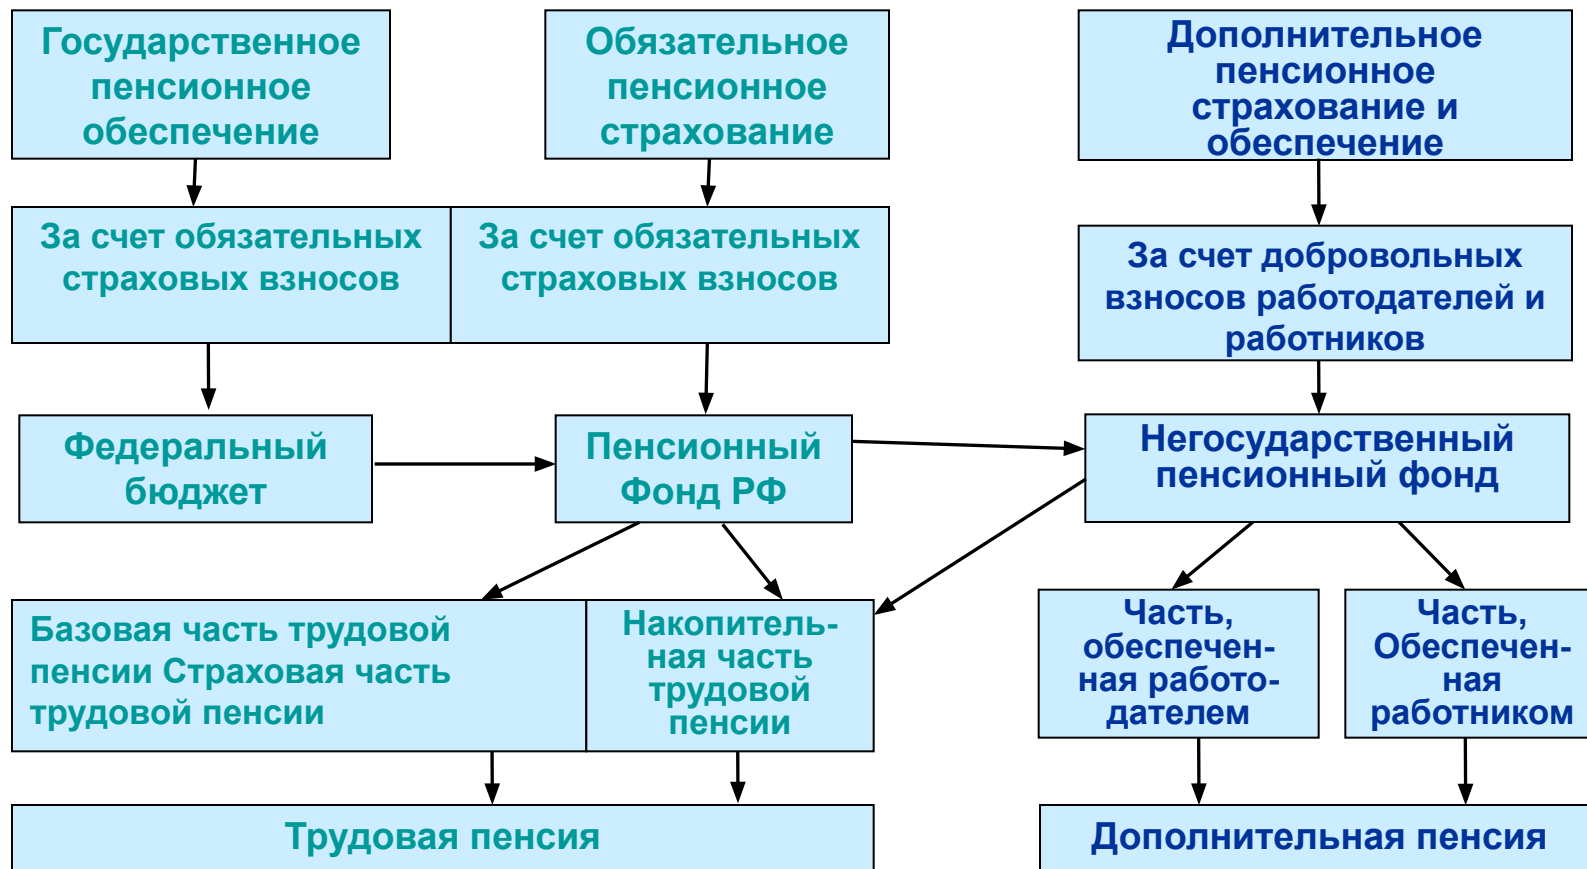 Государственное
пенсионное
обеспечение
Обязательное
пенсионное
страхование
Дополнительное
пенсионное
страхование и
обеспечение
За счет обязательных
страховых взносов
За счет обязательных
страховых взносов
За счет добровольных
взносов работодателей и
работников
Федеральный
бюджет
Пенсионный
Фонд РФ
Негосударственный
пенсионный фонд
Базовая часть трудовой
пенсии Страховая часть
трудовой пенсии
Накопитель-
ная часть
трудовой
пенсии
Часть,
обеспечен-
ная работо-
дателем
Часть,
Обеспечен-
ная
работником
Трудовая пенсия
Дополнительная пенсия